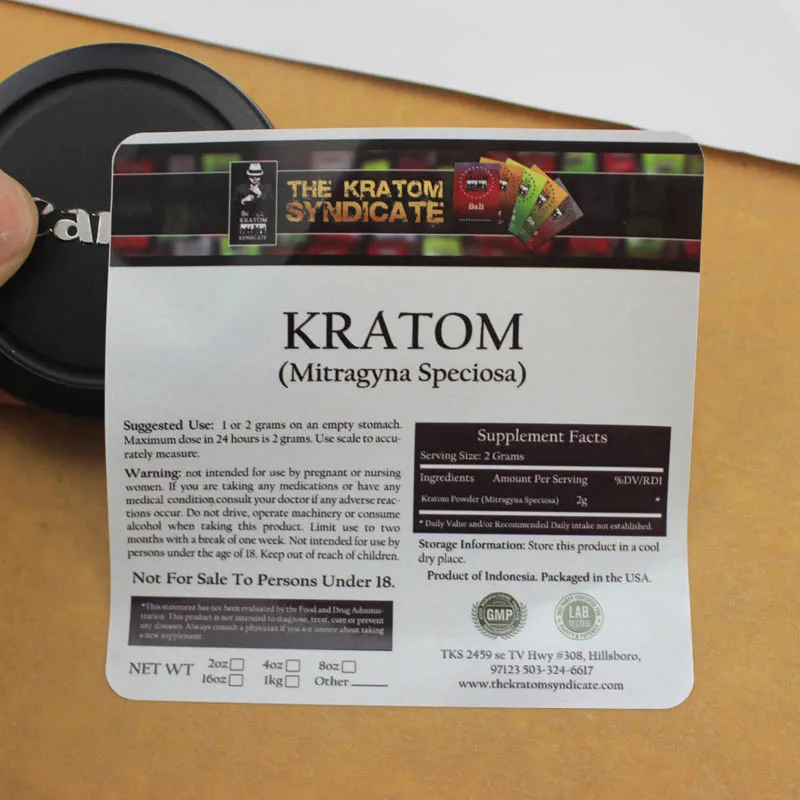 THE KRATOM
SYNDICATE
KRATOM
SYNDICATE
Bali
KRATOM
(Mitragyna Speciosa)
Suggested Use: 1 or 2 grams on an empty stomach.
Maximum dose in 24 hours is 2 grams. Use scale to accu-
rately measure.
Warning: not intended for use by pregnant or nursing
women. If you are taking any medications or have any
medical condition consult your doctor if any adverse reac-
tions occur. Do not drive, operate machinery or consume
alcohol when taking this product. Limit use to two
months with a break of one week. Not intended for use by
persons under the age of 18. Keep out of reach of children.
Not For Sale To Persons Under 18.
*This statement has not been evaluated by the Food and Drug Adminis-
tration. This product is not intended to diagnose, treat, cure or prevent
any diseases. Always consult a physician if you are unsure about taking
a new supplement.
NET WT 2oz 4oz 8oz
16oz 1kg Other
Supplement Facts
Serving Size: 2 Grams
Ingredients Amount Per Serving %DV/RDI
Kratom Powder (Mitragyna Speciosa) 2g *
* Daily Value and/or Recommended Daily intake not established.
Storage Information: Store this product in a cool
dry place.
Product of Indonesia. Packaged in the USA.
GMP
LAB
TESTED
TKS 2459 se TV Hwy #308, Hillsboro,
97123 503-324-6617
www.thekratomsyndicate.com